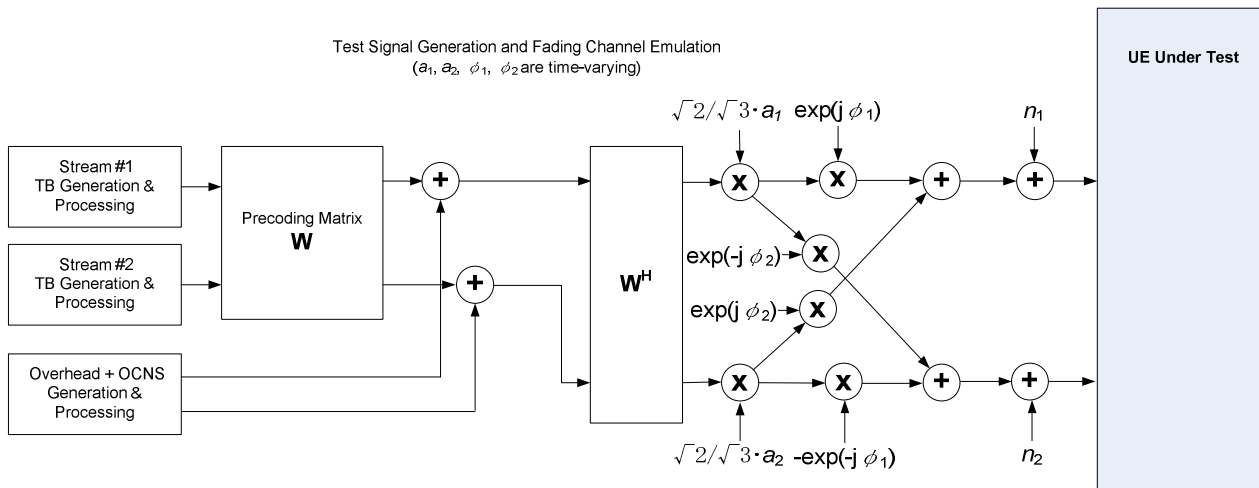 Test Signal Generation and Fading Channel Emulation
(a1, a2, ϕ1, ϕ2 are time-varying)
UE Under Test
√2/√3·a1
exp(j ϕ1)
n1
Stream #1
TB Generation &
Processing
Precoding Matrix
W
Stream #2
TB Generation &
Processing
Overhead + OCNS
Generation &
Processing
+
+
W^H
x
x
+
+
exp(-j ϕ2)
x
exp(j ϕ2)
x
x
x
+
+
√2/√3·a2
-exp(-j ϕ1)
n2